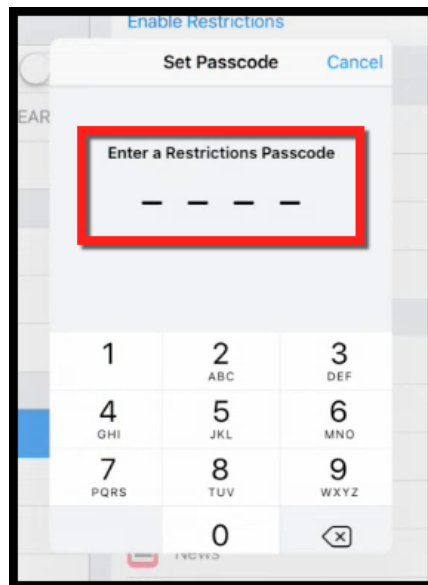 Enable Restrictions
Set Passcode Cancel
EAR
Enter a Restrictions Passcode
1 2 3
ABC DEF
4 5 6
GHI JKL MNO
7 8 9
PQRS TUV WXYZ
0
News